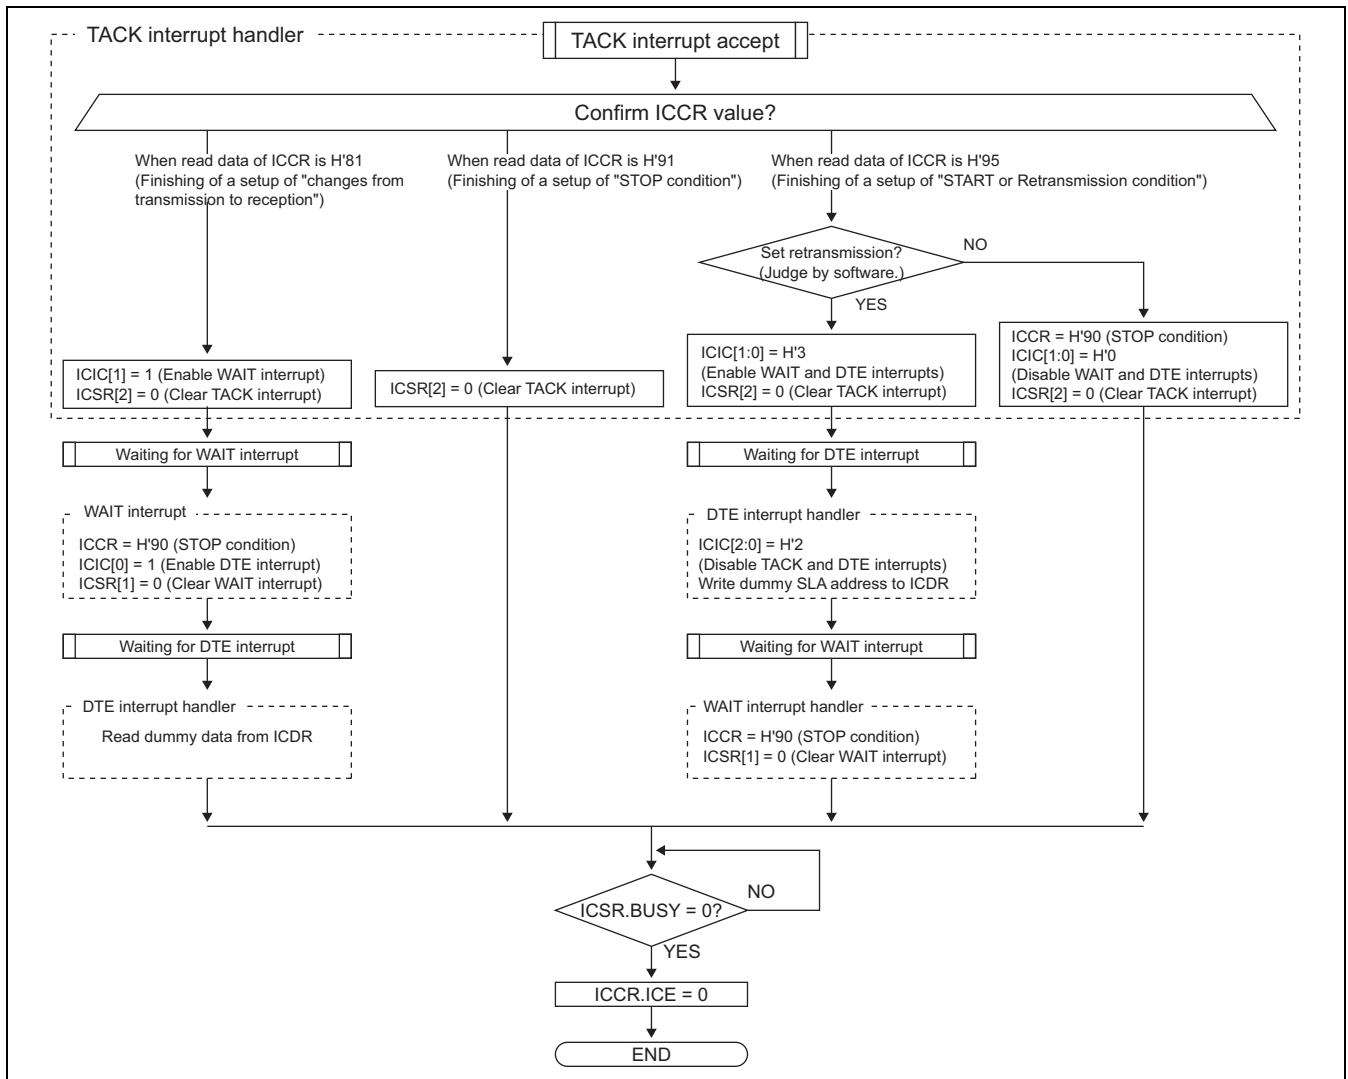 TACK interrupt handler
TACK interrupt accept
Confirm ICCR value?
When read data of ICCR is H'81
(Finishing of a setup of "changes from
transmission to reception")
When read data of ICCR is H'91
(Finishing of a setup of "STOP condition")
When read data of ICCR is H'95
(Finishing of a setup of "START or Retransmission condition")
Set retransmission?
(Judge by software.)
NO
YES
ICIC[1] = 1 (Enable WAIT interrupt)
ICSR[2] = 0 (Clear TACK interrupt)
ICSR[2] = 0 (Clear TACK interrupt)
ICIC[1:0] = H'3
(Enable WAIT and DTE interrupts)
ICSR[2] = 0 (Clear TACK interrupt)
ICCR = H'90 (STOP condition)
ICIC[1:0] = H'0
(Disable WAIT and DTE interrupts)
ICSR[2] = 0 (Clear TACK interrupt)
Waiting for WAIT interrupt
Waiting for DTE interrupt
WAIT interrupt
ICCR = H'90 (STOP condition)
ICIC[0] = 1 (Enable DTE interrupt)
ICSR[1] = 0 (Clear WAIT interrupt)
DTE interrupt handler
ICIC[2:0] = H'2
(Disable TACK and DTE interrupts)
Write dummy SLA address to ICDR
Waiting for DTE interrupt
Waiting for WAIT interrupt
DTE interrupt handler
Read dummy data from ICDR
WAIT interrupt handler
ICCR = H'90 (STOP condition)
ICSR[1] = 0 (Clear WAIT interrupt)
ICSR.BUSY = 0?
NO
YES
ICCR.ICE = 0
END